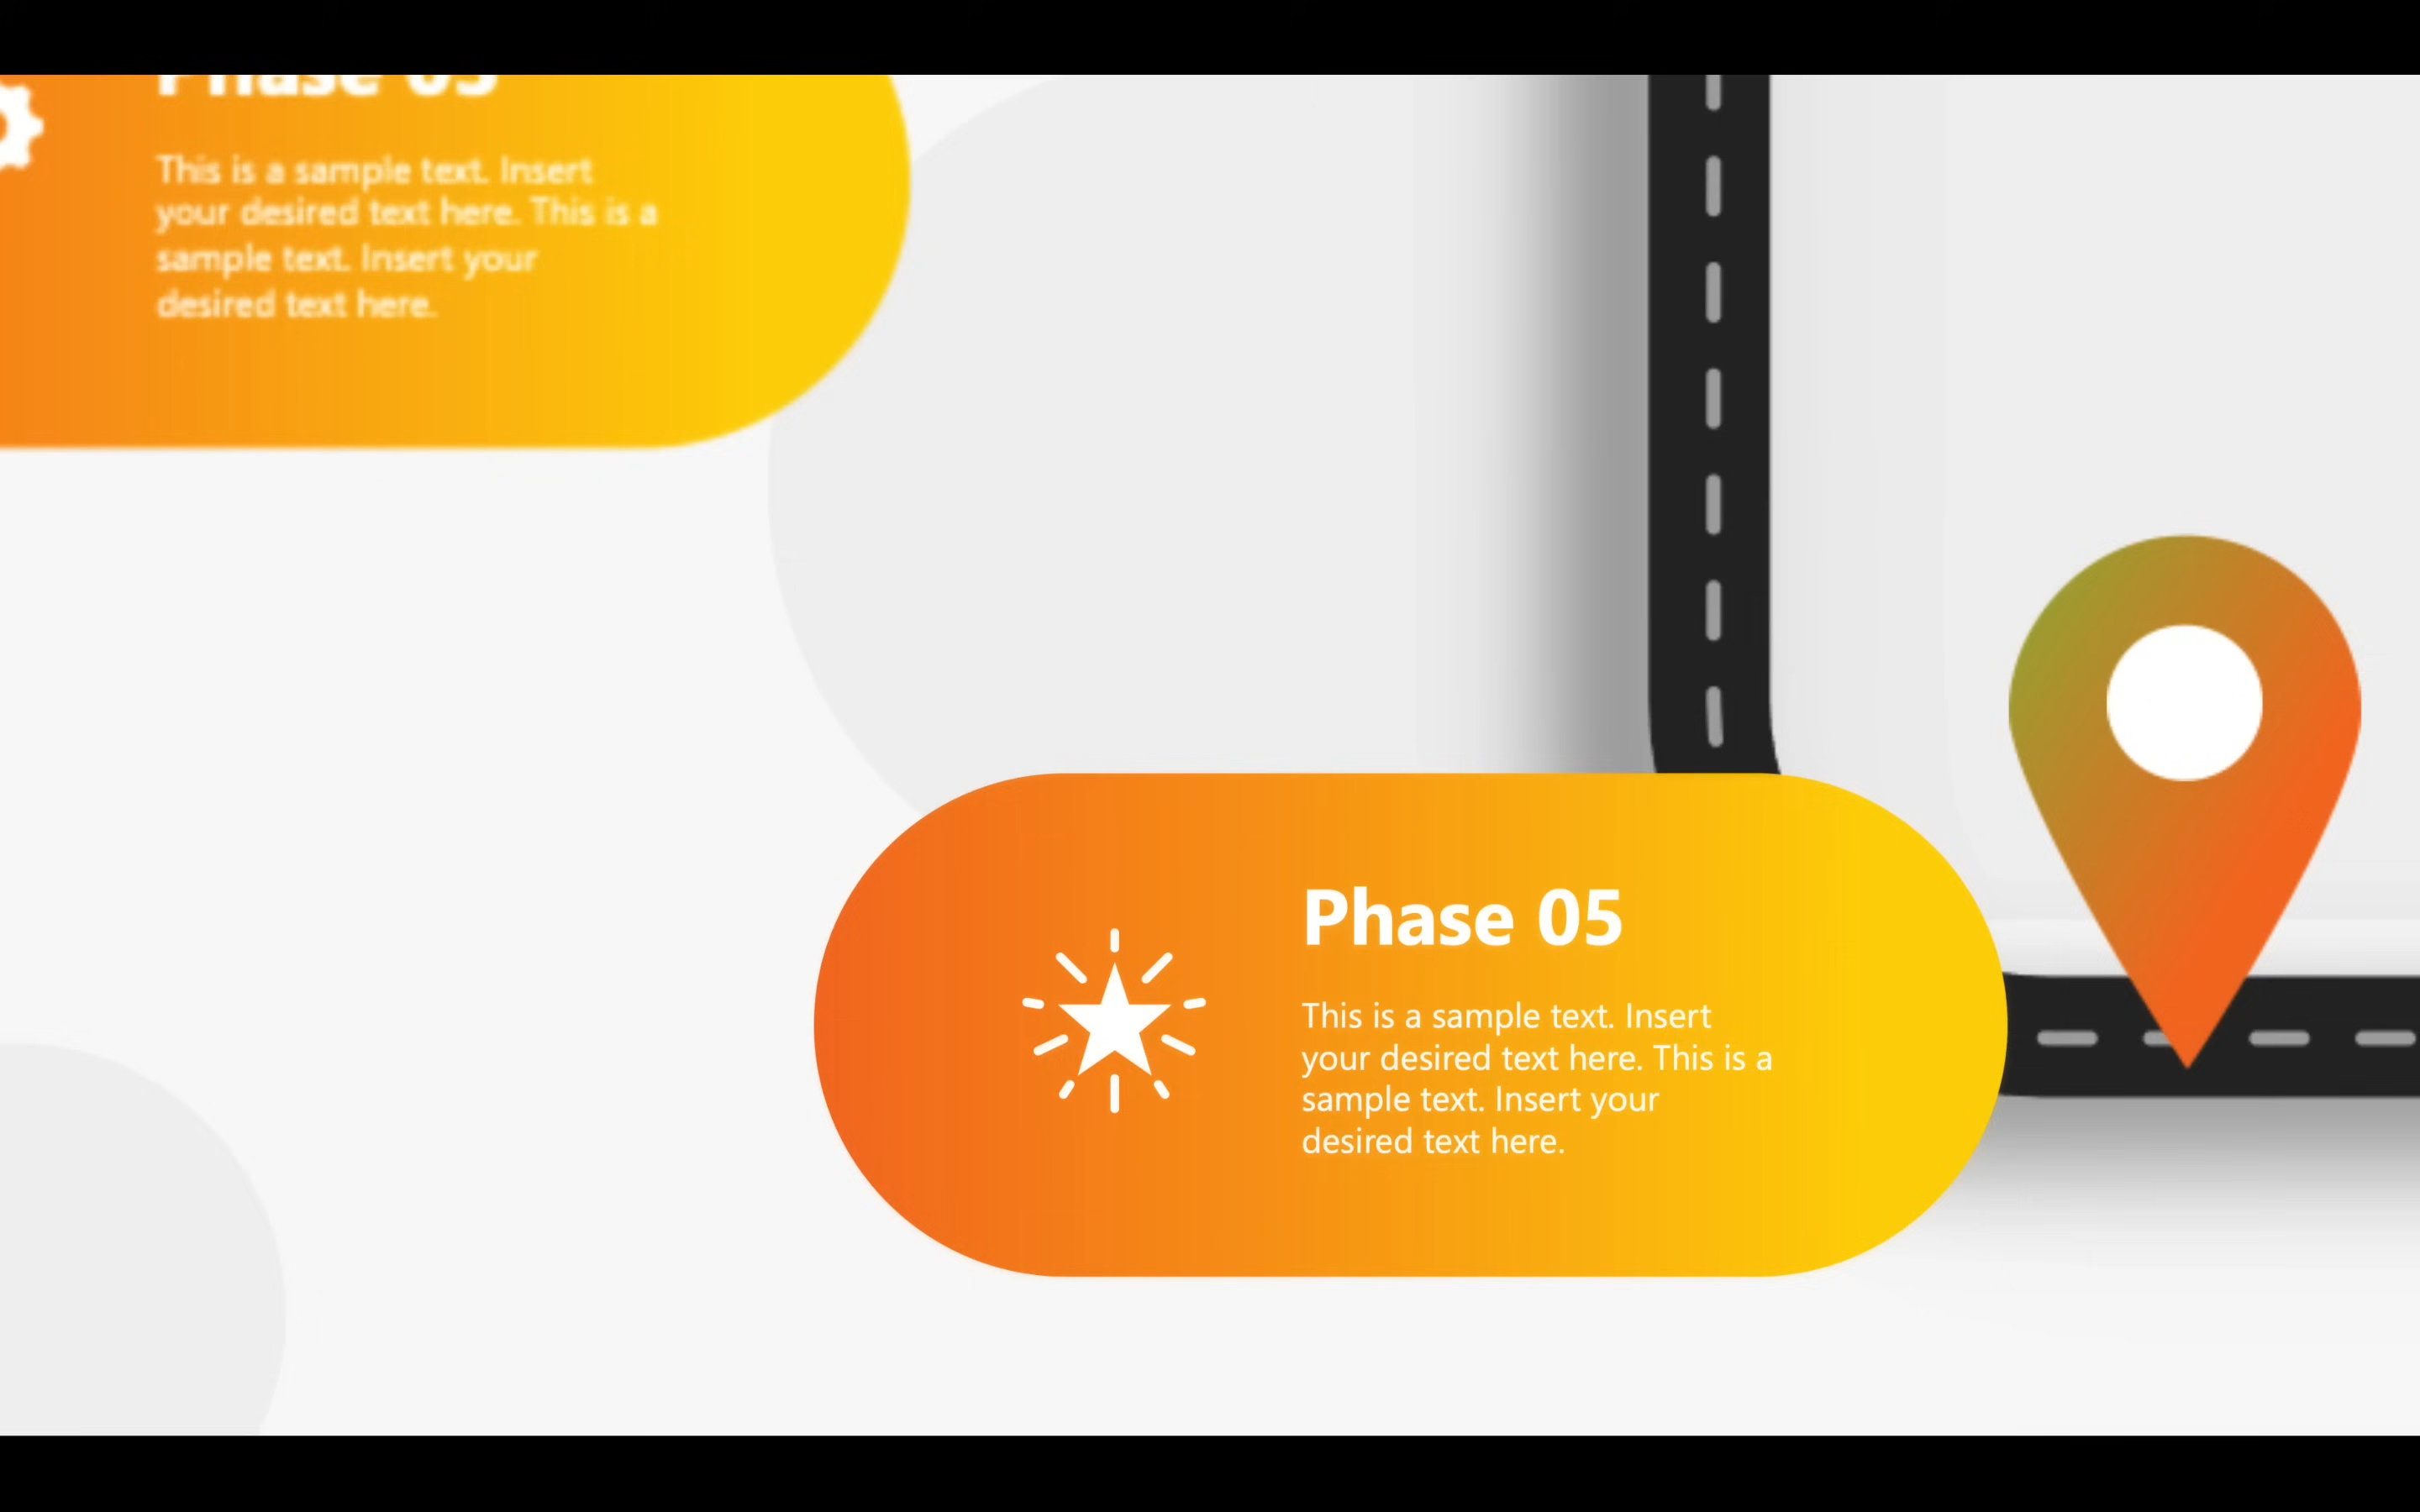 Phase
This is a sample text. Insert
your desired text here. This is a
sample text. Insert your
desired text here.
Phase 05
This is a sample text. Insert
your desired text here. This is a
sample text. Insert your
desired text here.